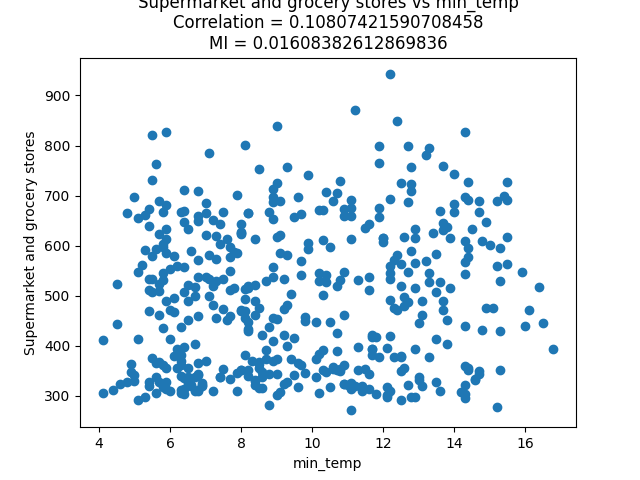 Supermarket and grocery stores vs min_temp
Correlation = 0.10807421590708458
MI = 0.01608382612869836
Supermarket and grocery stores
900
800
700
600
500
400
300
4 6 8 10 12 14 16
min_temp